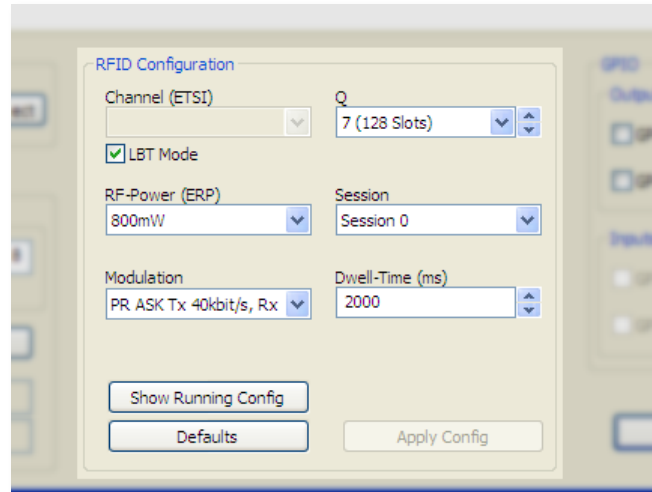 RFID Configuration
Channel (ETSI)
Q
7 (128 Slots)
LBT Mode
RF-Power (ERP)
Session
800mW
Session 0
Modulation
Dwell-Time (ms)
PR ASK Tx 40kbit/s, Rx
2000
Show Running Config
Defaults
Apply Config
GPIO